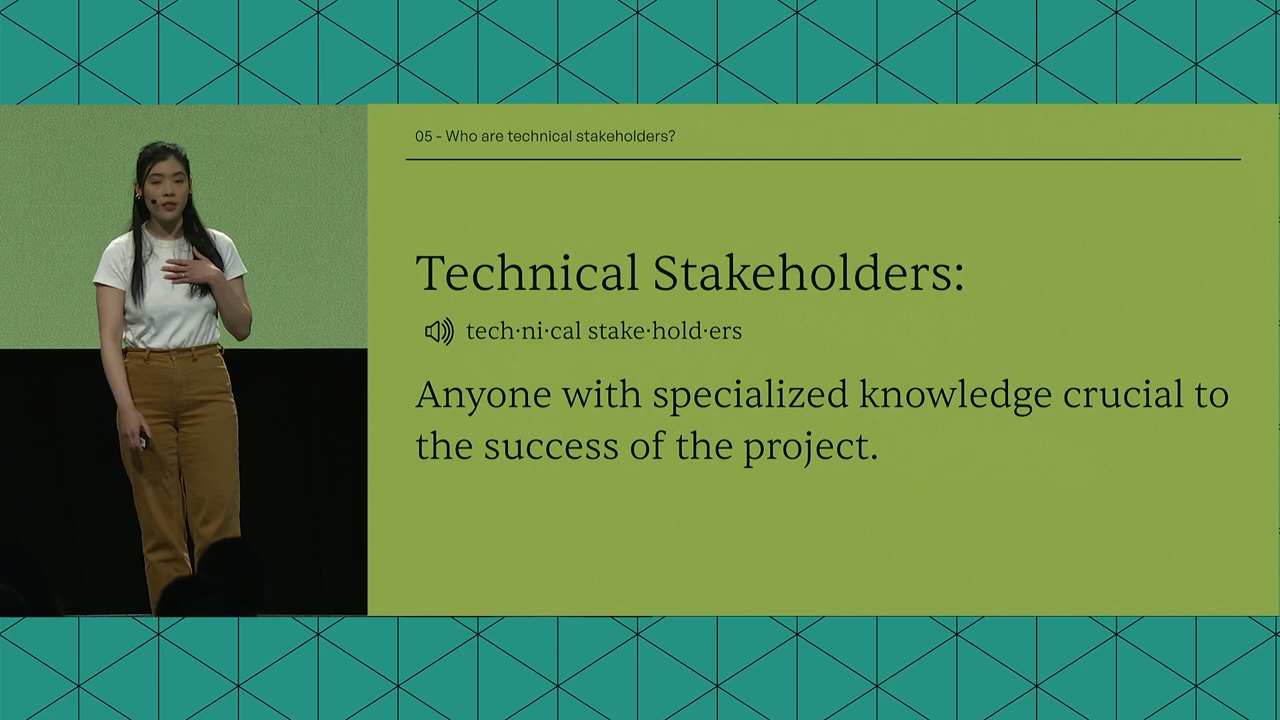 05 - Who are technical stakeholders?
Technical Stakeholders:
tech·ni·cal stake·hold·ers
Anyone with specialized knowledge crucial to
the success of the project.